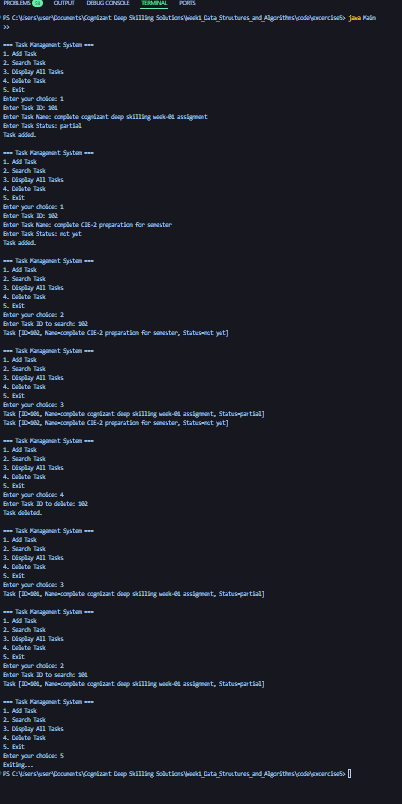 PROBLEMS OUTPUT DEBUG CONSOLE TERMINAL PORTS
PS C:\Users\user\Documents\Cognizant Deep Skilling Solutions\Week1_Data_Structures_and_Algorithms\code\excercise5> java Main
>>
=== Task Management System ===
1. Add Task
2. Search Task
3. Display All Tasks
4. Delete Task
5. Exit
Enter your choice: 1
Enter Task ID: 101
Enter Task Name: complete cognizant deep skilling week-01 assignment
Enter Task Status: partial
Task added.
=== Task Management System ===
1. Add Task
2. Search Task
3. Display All Tasks
4. Delete Task
5. Exit
Enter your choice: 1
Enter Task ID: 102
Enter Task Name: complete CIE-2 preparation for semester
Enter Task Status: not yet
Task added.
=== Task Management System ===
1. Add Task
2. Search Task
3. Display All Tasks
4. Delete Task
5. Exit
Enter your choice: 2
Enter Task ID to search: 102
Task [ID=102, Name=complete CIE-2 preparation for semester, Status=not yet]
=== Task Management System ===
1. Add Task
2. Search Task
3. Display All Tasks
4. Delete Task
5. Exit
Enter your choice: 3
Task [ID=101, Name=complete cognizant deep skilling week-01 assignment, Status=partial]
Task [ID=102, Name=complete CIE-2 preparation for semester, Status=not yet]
=== Task Management System ===
1. Add Task
2. Search Task
3. Display All Tasks
4. Delete Task
5. Exit
Enter your choice: 4
Enter Task ID to delete: 102
Task deleted.
=== Task Management System ===
1. Add Task
2. Search Task
3. Display All Tasks
4. Delete Task
5. Exit
Enter your choice: 3
Task [ID=101, Name=complete cognizant deep skilling week-01 assignment, Status=partial]
=== Task Management System ===
1. Add Task
2. Search Task
3. Display All Tasks
4. Delete Task
5. Exit
Enter your choice: 2
Enter Task ID to search: 101
Task [ID=101, Name=complete cognizant deep skilling week-01 assignment, Status=partial]
=== Task Management System ===
1. Add Task
2. Search Task
3. Display All Tasks
4. Delete Task
5. Exit
Enter your choice: 5
Exiting...
PS C:\Users\user\Documents\Cognizant Deep Skilling Solutions\Week1_Data_Structures_and_Algorithms\code\excercise5>